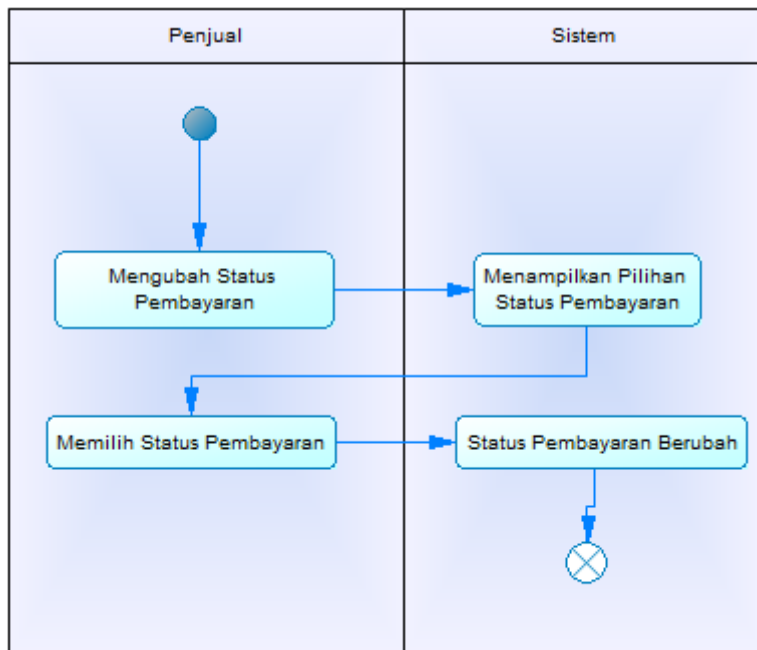 Penjual
Sistem
Mengubah Status
Pembayaran
Menampilkan Pilihan
Status Pembayaran
Memilih Status Pembayaran
Status Pembayaran Berubah